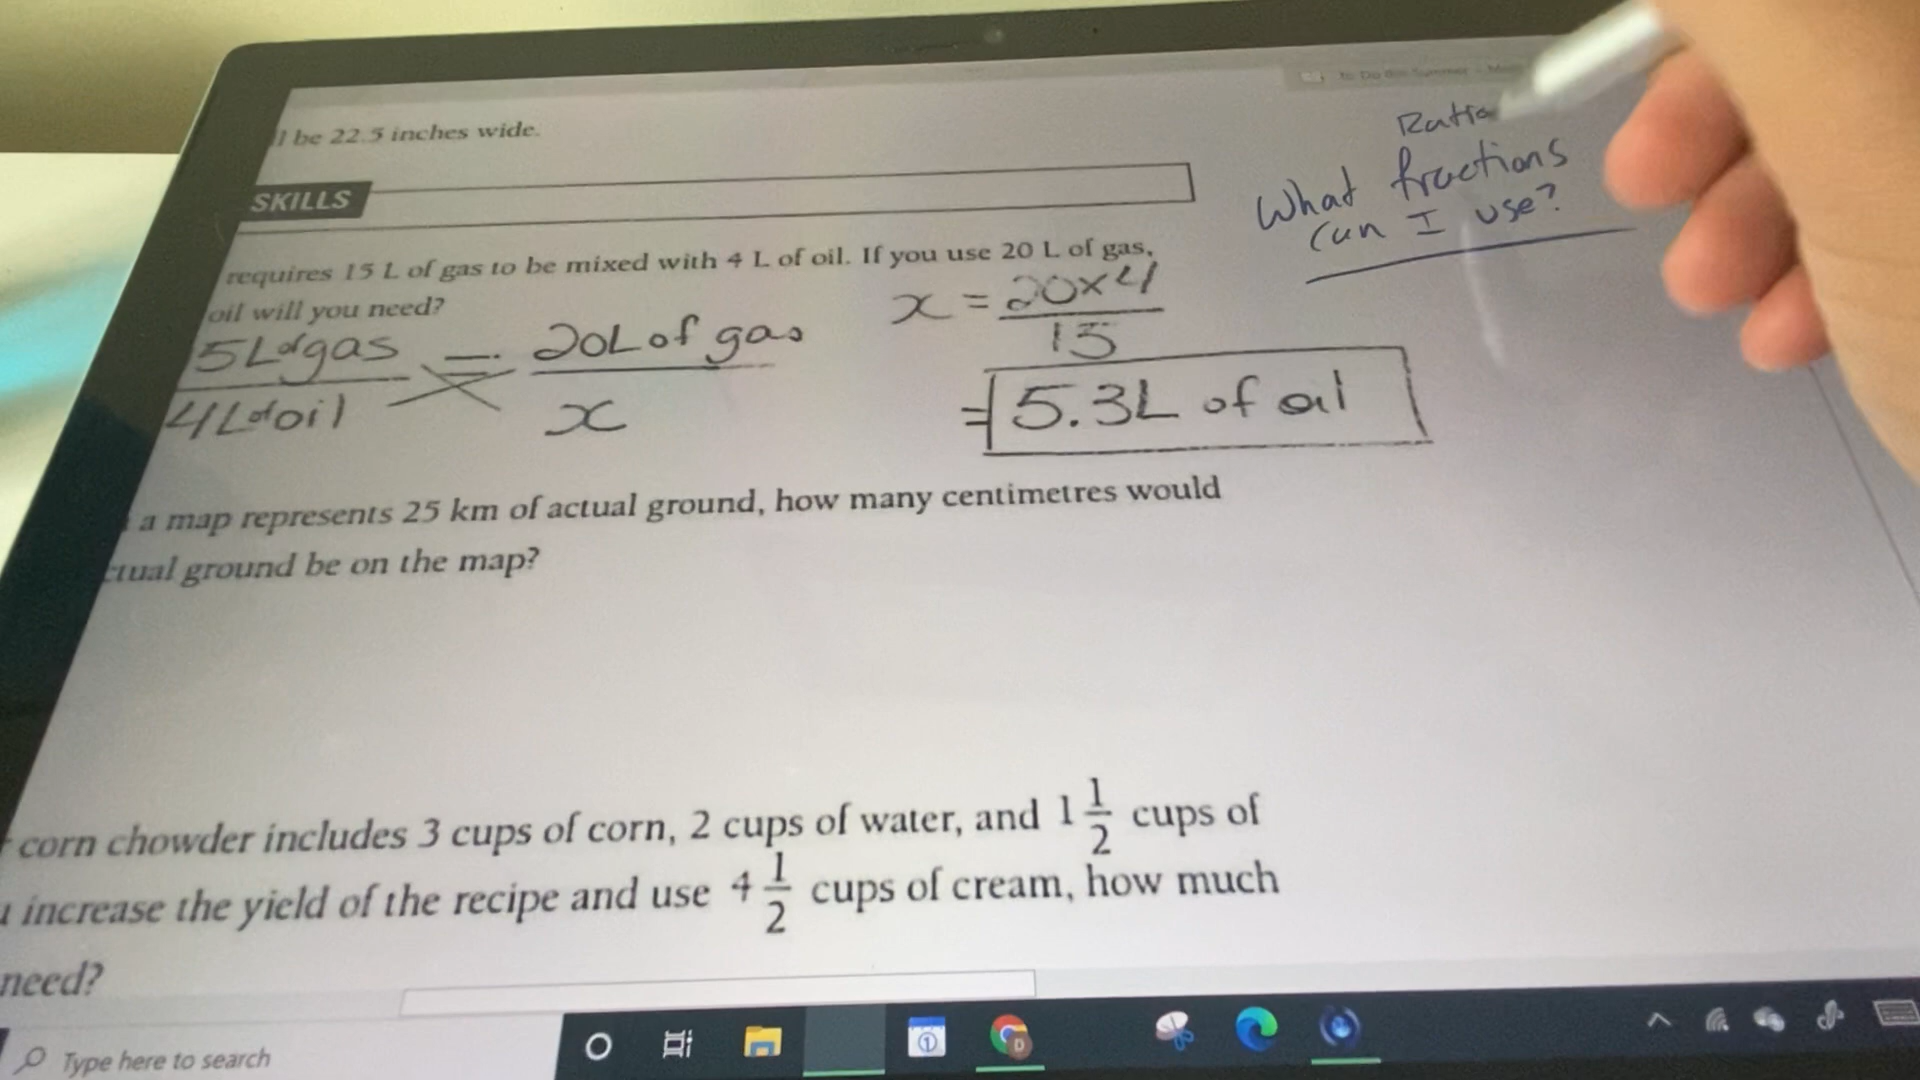 l be 22.5 inches wide.
Ratio
What fractions
can I use?
SKILLS
requires 15 L of gas to be mixed with 4 L of oil. If you use 20 L of gas,
oil will you need?
5L of gas = 20L of gas
4L of oil x
x = 20×4
15
= 5.3L of oil
a map represents 25 km of actual ground, how many centimetres would
ctual ground be on the map?
corn chowder includes 3 cups of corn, 2 cups of water, and 1 1/2 cups of
u increase the yield of the recipe and use 4 1/2 cups of cream, how much
need?
Type here to search